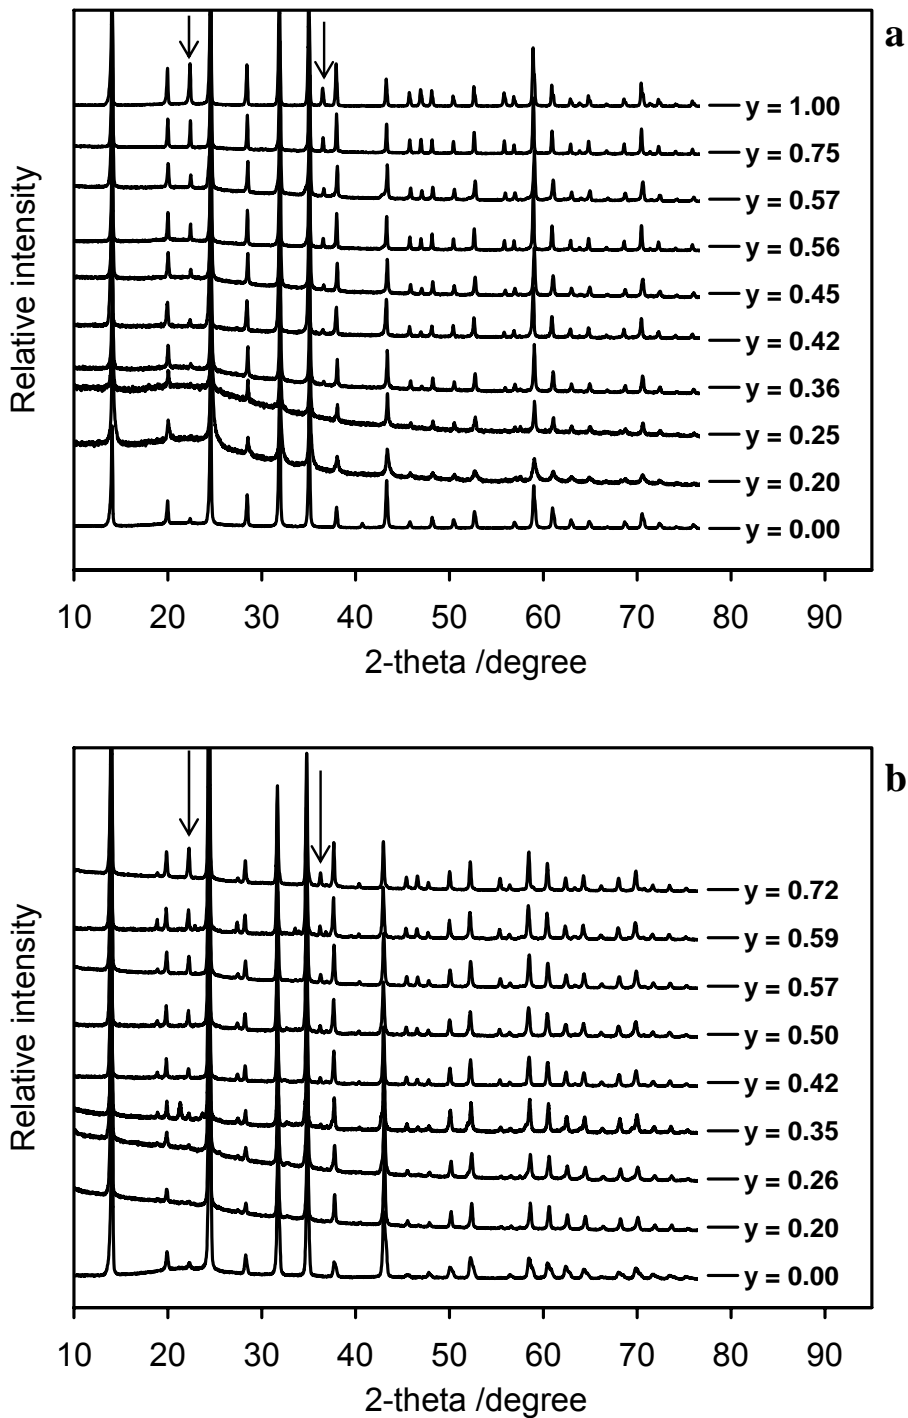 a
y = 1.00
y = 0.75
y = 0.57
y = 0.56
y = 0.45
y = 0.42
y = 0.36
y = 0.25
y = 0.20
y = 0.00
Relative intensity
10 20 30 40 50 60 70 80 90
2-theta /degree
b
y = 0.72
y = 0.59
y = 0.57
y = 0.50
y = 0.42
y = 0.35
y = 0.26
y = 0.20
y = 0.00
Relative intensity
10 20 30 40 50 60 70 80 90
2-theta /degree